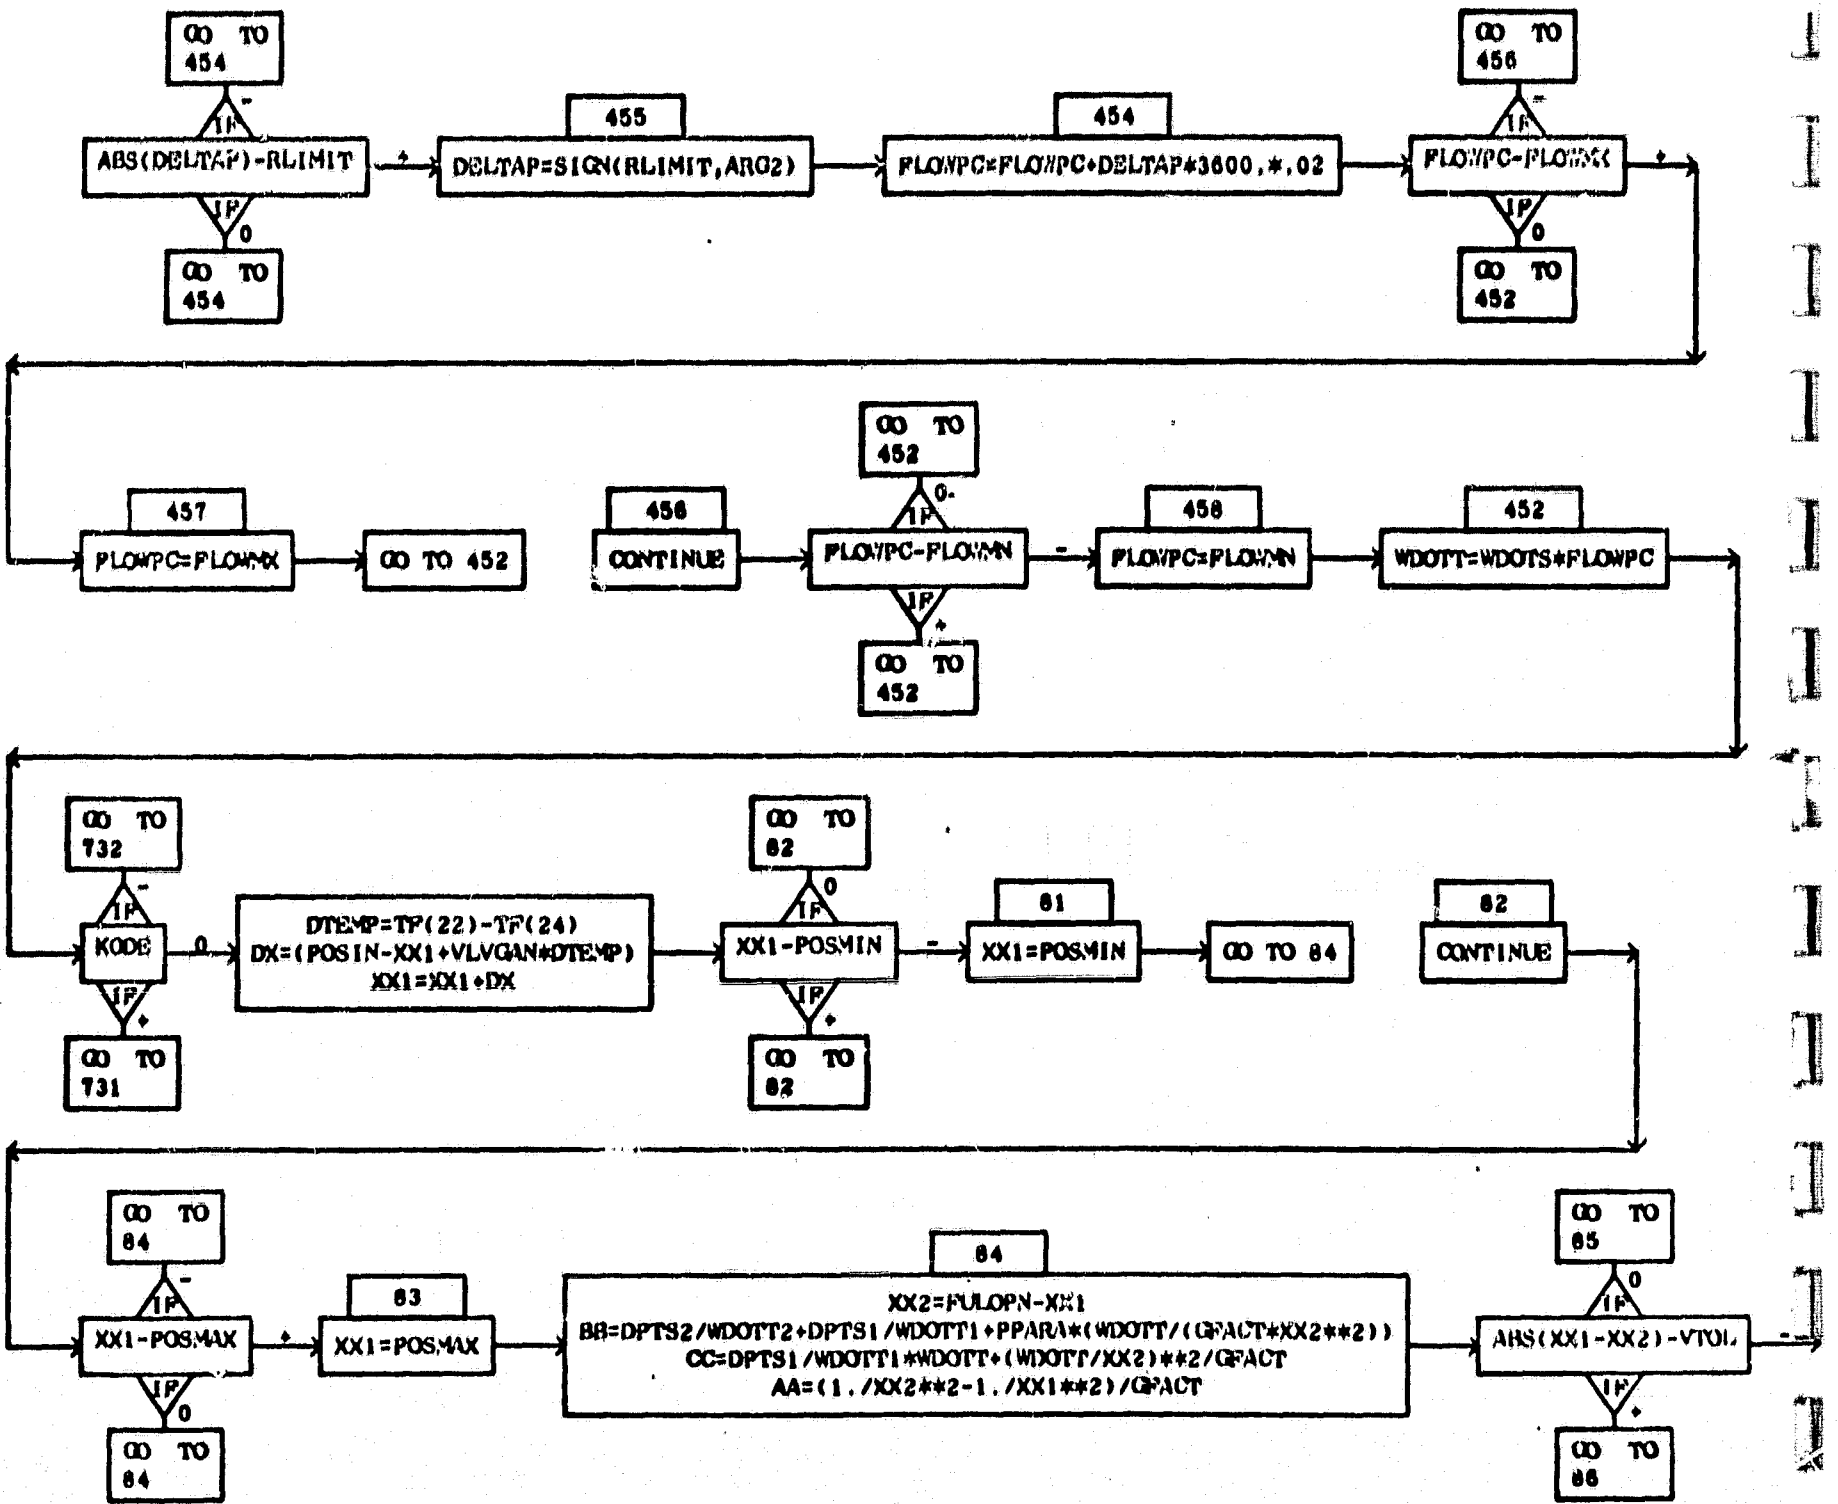 GO TO
454
-
IF
ABS(DELTAP)-RLIMIT
+
IF
0
GO TO
454
455
DELTAP=SIGN(RLIMIT,ARG2)
454
FLOWPC=FLOWPC+DELTAP*3600.*.02
GO TO
456
-
IF
FLOWPC-FLOWMX
+
IF
0
GO TO
452
457
FLOWPC=FLOWMX
GO TO 452
456
CONTINUE
GO TO
452
0
IF
FLOWPC-FLOWMN
-
IF
+
GO TO
452
458
FLOWPC=FLOWMN
452
WDOTT=WDOTS*FLOWPC
GO TO
732
-
IF
KODE
0
IF
+
GO TO
731
DTEMP=TF(22)-TF(24)
DX=(POSIN-XX1+VLVGAN*DTEMP)
XX1=XX1+DX
GO TO
82
0
IF
XX1-POSMIN
-
IF
+
GO TO
82
81
XX1=POSMIN
GO TO 84
82
CONTINUE
GO TO
84
-
IF
XX1-POSMAX
+
IF
0
GO TO
84
83
XX1=POSMAX
84
XX2=FULOPN-XX1
BB=DPTS2/WDOTT2+DPTS1/WDOTT1+PPARA*(WDOTT/(GFACT*XX2**2))
CC=DPTS1/WDOTT1*WDOTT+(WDOTT/XX2)**2/GFACT
AA=(1./XX2**2-1./XX1**2)/GFACT
GO TO
85
0
IF
ABS(XX1-XX2)-VTOL
-
IF
+
GO TO
86